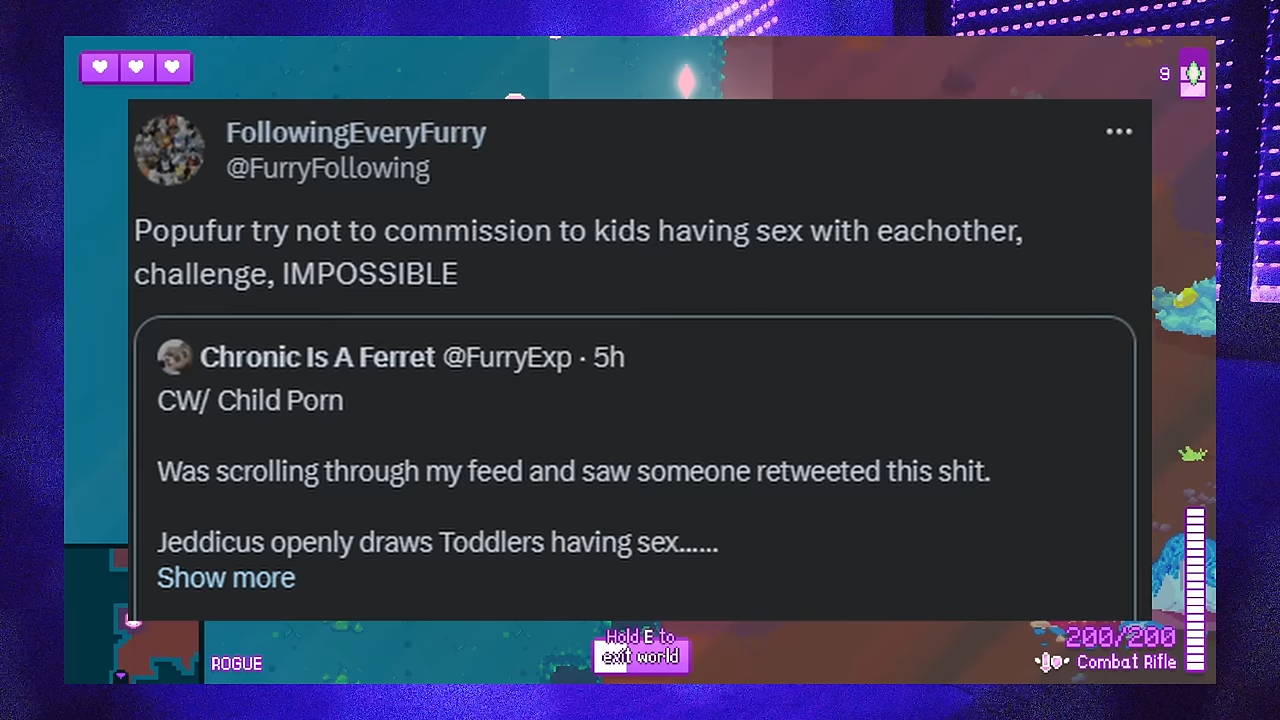 9
FollowingEveryFurry
@FurryFollowing
Popufur try not to commission to kids having sex with eachother,
challenge, IMPOSSIBLE
Chronic Is A Ferret @FurryExp · 5h
CW/ Child Porn
Was scrolling through my feed and saw someone retweeted this shit.
Jeddicus openly draws Toddlers having sex......
Show more
Hold E to
exit world
200/200
ROGUE
Combat Rifle